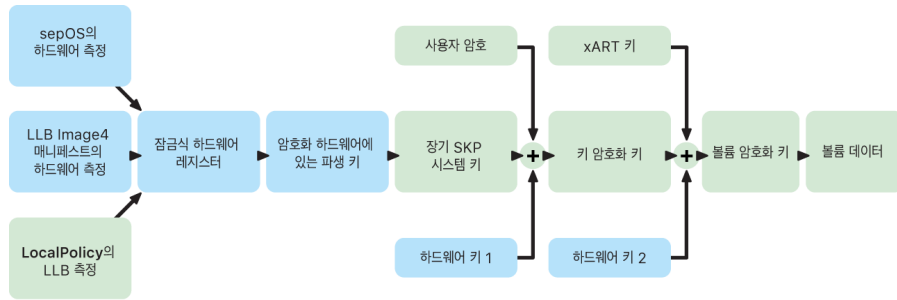 sepOS의
하드웨어 측정
사용자 암호
xART 키
LLB Image4
매니페스트의
하드웨어 측정
잠금식 하드웨어
레지스터
암호화 하드웨어에
있는 파생 키
장기 SKP
시스템 키
+
키 암호화 키
+
볼륨 암호화 키
볼륨 데이터
LocalPolicy의
LLB 측정
하드웨어 키 1
하드웨어 키 2